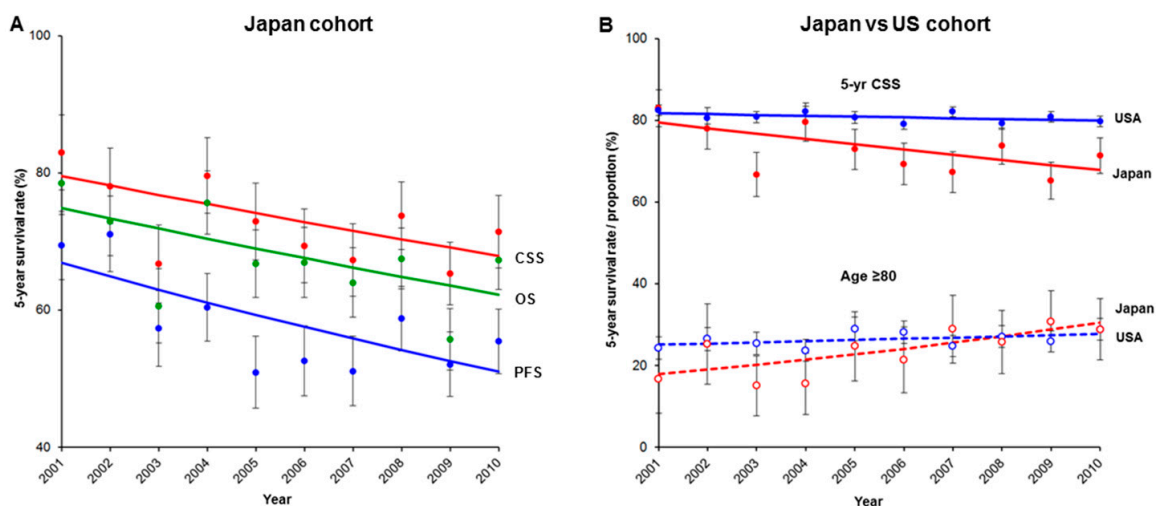 A
Japan cohort
5-year survival rate (%)
100
80
60
40
CSS
OS
PFS
2001
2002
2003
2004
2005
2006
2007
2008
2009
2010
Year
B
Japan vs US cohort
5-year survival rate / proportion (%)
100
80
60
40
20
0
5-yr CSS
USA
Japan
Age ≥80
Japan
USA
2001
2002
2003
2004
2005
2006
2007
2008
2009
2010
Year